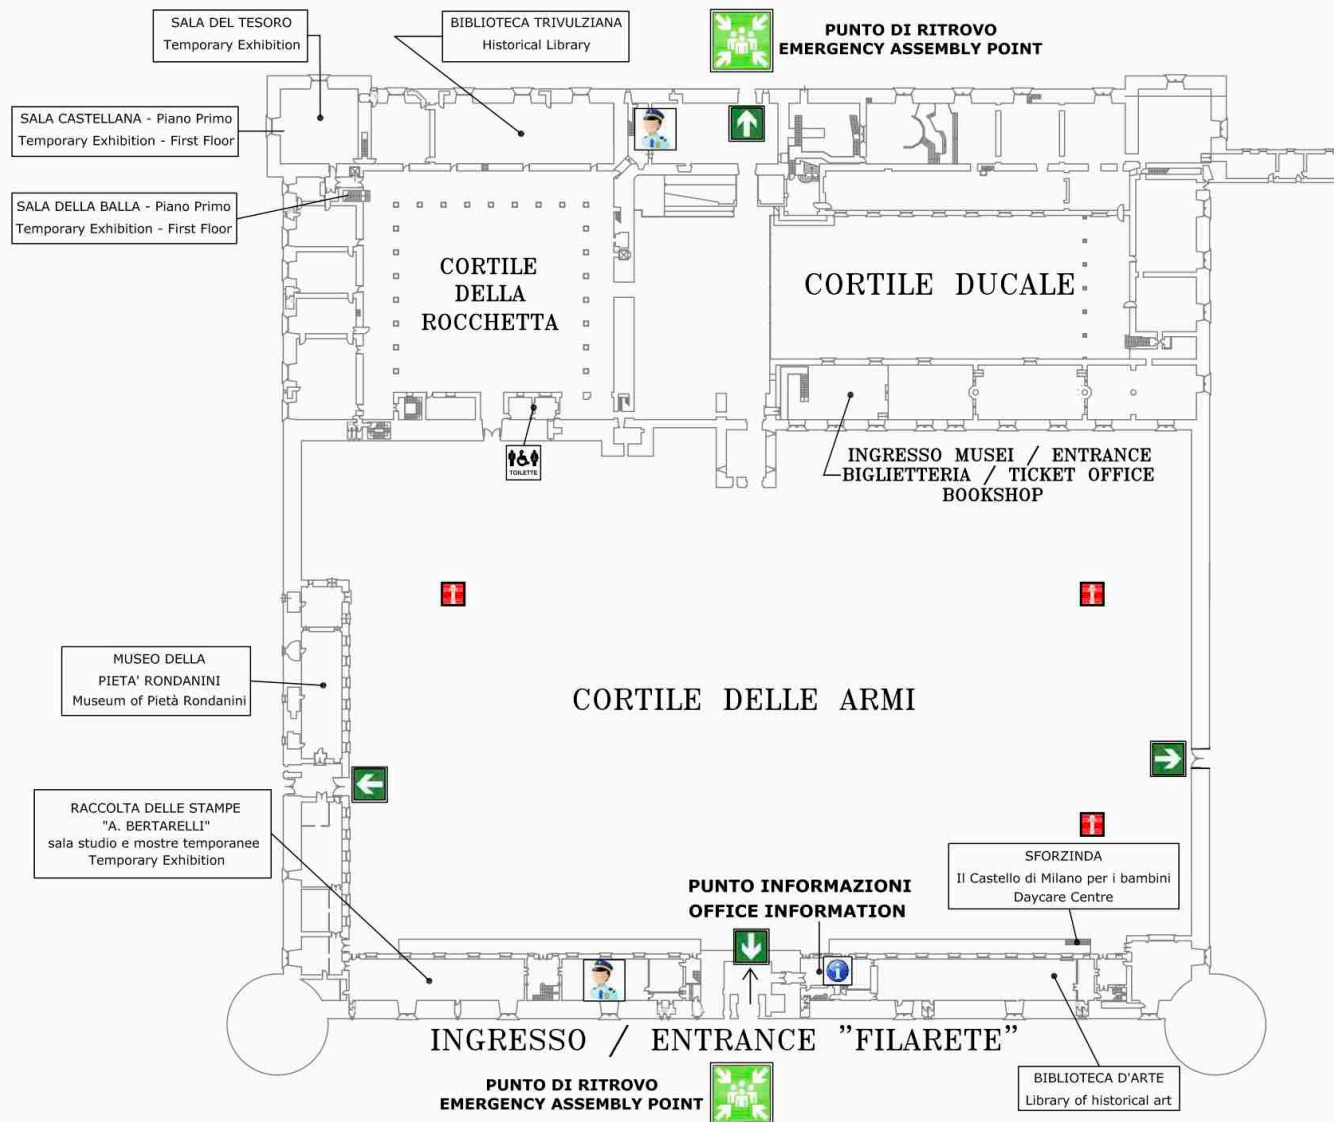 SALA DEL TESORO
Temporary Exhibition
BIBLIOTECA TRIVULZIANA
Historical Library
PUNTO DI RITROVO
EMERGENCY ASSEMBLY POINT
SALA CASTELLANA - Piano Primo
Temporary Exhibition - First Floor
SALA DELLA BALLA - Piano Primo
Temporary Exhibition - First Floor
CORTILE
DELLA
ROCCHETTA
CORTILE DUCALE
TOILETTE
INGRESSO MUSEI / ENTRANCE
BIGLIETTERIA / TICKET OFFICE
BOOKSHOP
MUSEO DELLA
PIETA' RONDANINI
Museum of Pietà Rondanini
CORTILE DELLE ARMI
RACCOLTA DELLE STAMPE
"A. BERTARELLI"
sala studio e mostre temporanee
Temporary Exhibition
PUNTO INFORMAZIONI
OFFICE INFORMATION
SFORZINDA
Il Castello di Milano per i bambini
Daycare Centre
i
INGRESSO / ENTRANCE "FILARETE"
PUNTO DI RITROVO
EMERGENCY ASSEMBLY POINT
BIBLIOTECA D'ARTE
Library of historical art